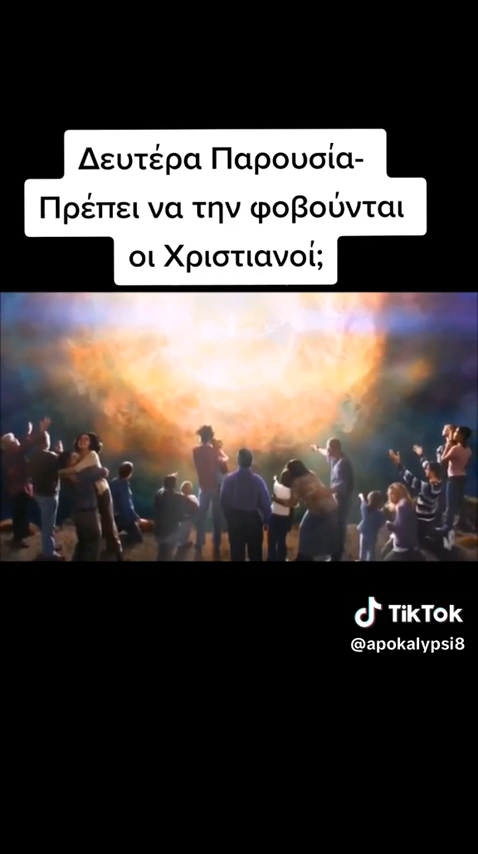 Δευτέρα Παρουσία-
Πρέπει να την φοβούνται
οι Χριστιανοί;
TikTok
@apokalypsi8